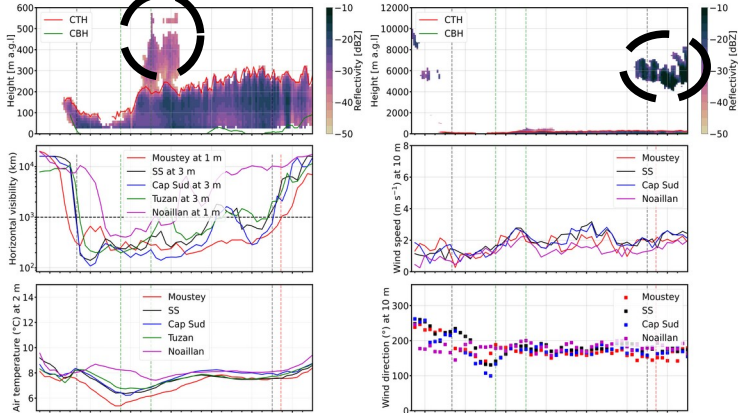 600
500
400
300
200
100
0
Height [m a.g.l]
CTH
CBH
−10
−20
−30
−40
−50
Reflectivity [dBZ]
12000
10000
8000
6000
4000
2000
0
Height [m a.g.l]
CTH
CBH
−10
−20
−30
−40
−50
Reflectivity [dBZ]
10⁴
10³
10²
Horizontal visibility (km)
Moustey at 1 m
SS at 3 m
Cap Sud at 3 m
Tuzan at 3 m
Noaillan at 1 m
8
6
4
2
0
Wind speed (m s⁻¹) at 10 m
Moustey
SS
Cap Sud
Noaillan
14
12
10
8
6
Air temperature (°C) at 2 m
Moustey
SS
Cap Sud
Tuzan
Noaillan
300
200
100
0
Wind direction (°) at 10 m
Moustey
SS
Cap Sud
Noaillan